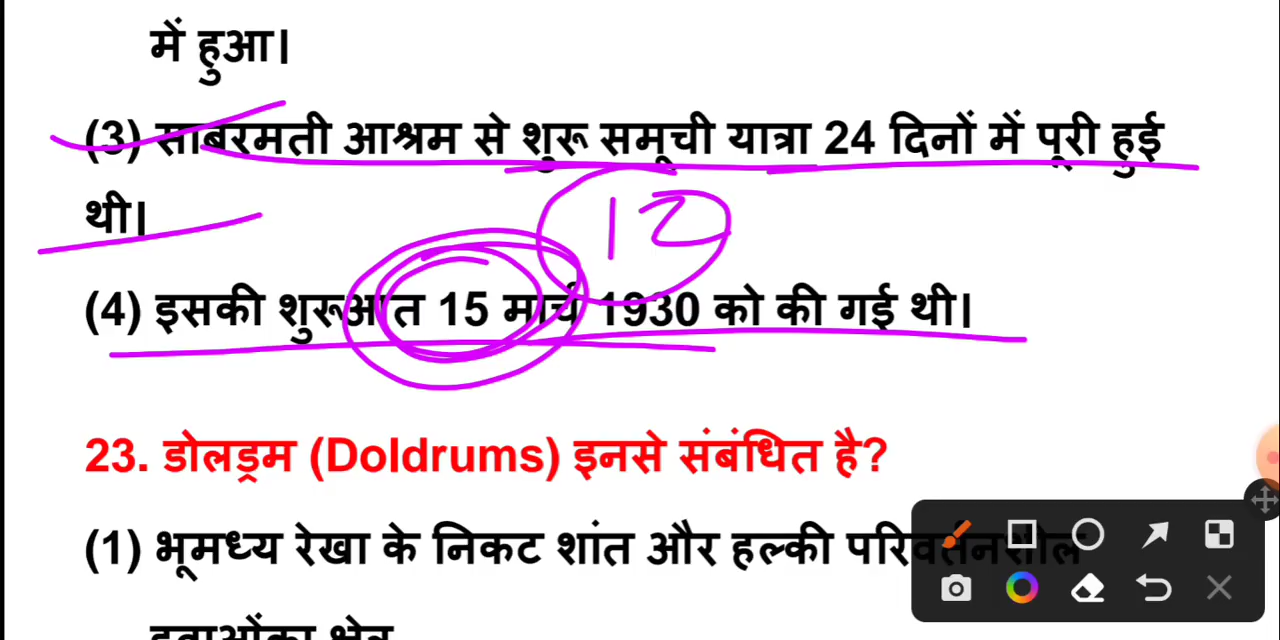 में हुआ।
(3) साबरमती आश्रम से शुरू समूची यात्रा 24 दिनों में पूरी हुई
थी।
12
(4) इसकी शुरूआत 15 मार्च 1930 को की गई थी।
23. डोलड्रम (Doldrums) इनसे संबंधित है?
(1) भूमध्य रेखा के निकट शांत और हल्की परिवर्तनशील
हवाओंका क्षेत्र